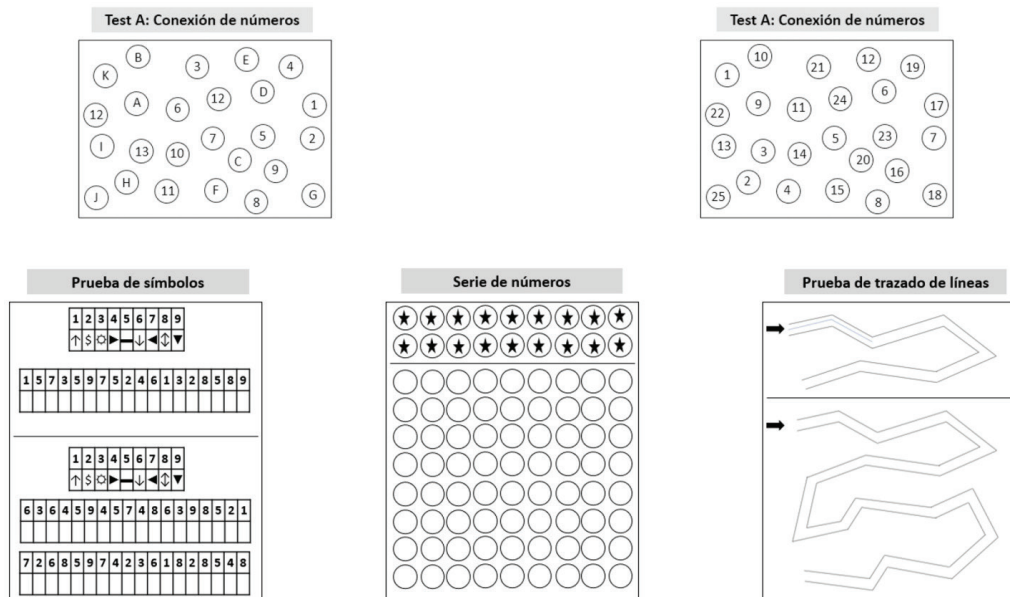 Test A: Conexión de números
B
E
3
4
K
D
12
A
6
1
12
7
5
2
I
13
10
C
9
H
11
F
J
8
G
Test A: Conexión de números
10
12
21
19
1
6
24
9
11
17
22
5
23
7
13
3
14
20
16
2
4
15
25
8
18
Prueba de símbolos
1 2 3 4 5 6 7 8 9
↑ $ ☼ ► ▬ ↓ ◄ ↕ ▼
1 5 7 3 5 9 7 5 2 4 6 1 3 2 8 5 8 9
1 2 3 4 5 6 7 8 9
↑ $ ☼ ► ▬ ↓ ◄ ↕ ▼
6 3 6 4 5 9 4 5 7 4 8 6 3 9 8 5 2 1
7 2 6 8 5 9 7 4 2 3 6 1 8 2 8 5 4 8
Serie de números
Prueba de trazado de líneas